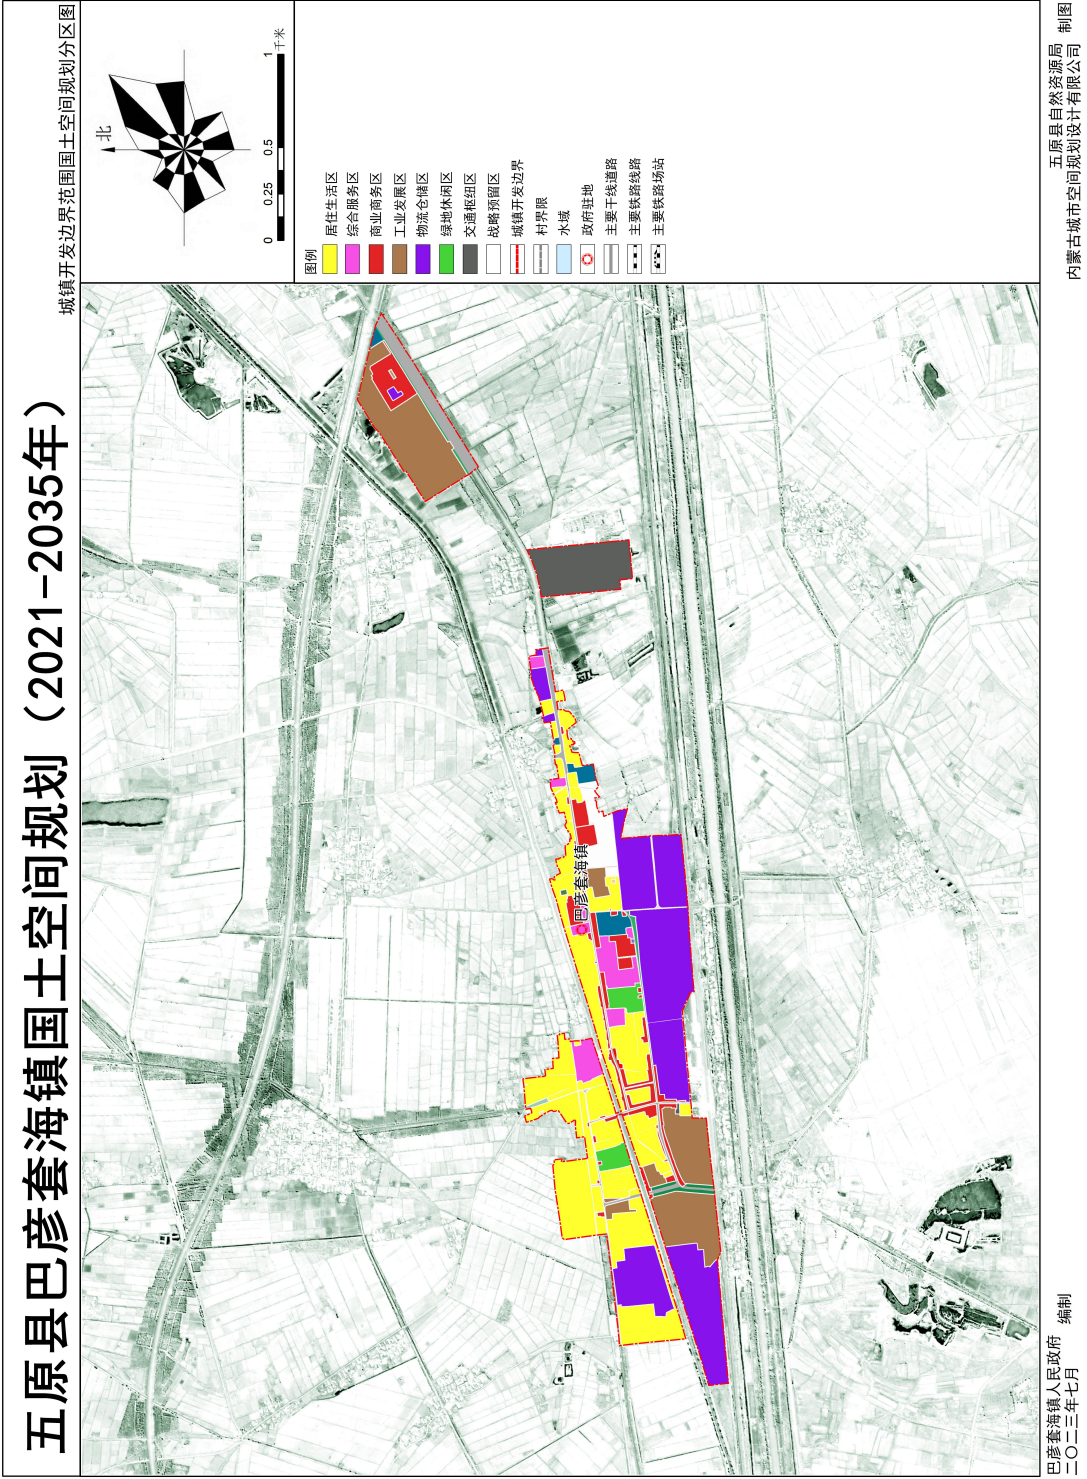 五原县巴彦套海镇国土空间规划（2021-2035年）
城镇开发边界范围国土空间规划分区图
北
0 0.25 0.5 1
千米
图例
居住生活区
综合服务区
商业商务区
工业发展区
物流仓储区
绿地休闲区
交通枢纽区
战略预留区
城镇开发边界
村界限
水域
政府驻地
主要干线道路
主要铁路线路
主要铁路场站
巴彦套海镇
巴彦套海镇人民政府 编制
二〇二三年七月
五原县自然资源局 制图
内蒙古城市空间规划设计有限公司